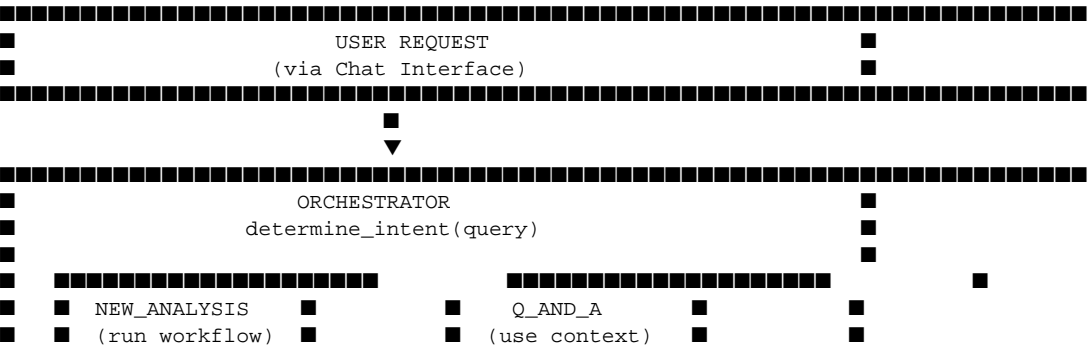 USER REQUEST
(via Chat Interface)
ORCHESTRATOR
determine_intent(query)
NEW_ANALYSIS Q_AND_A
(run workflow) (use context)